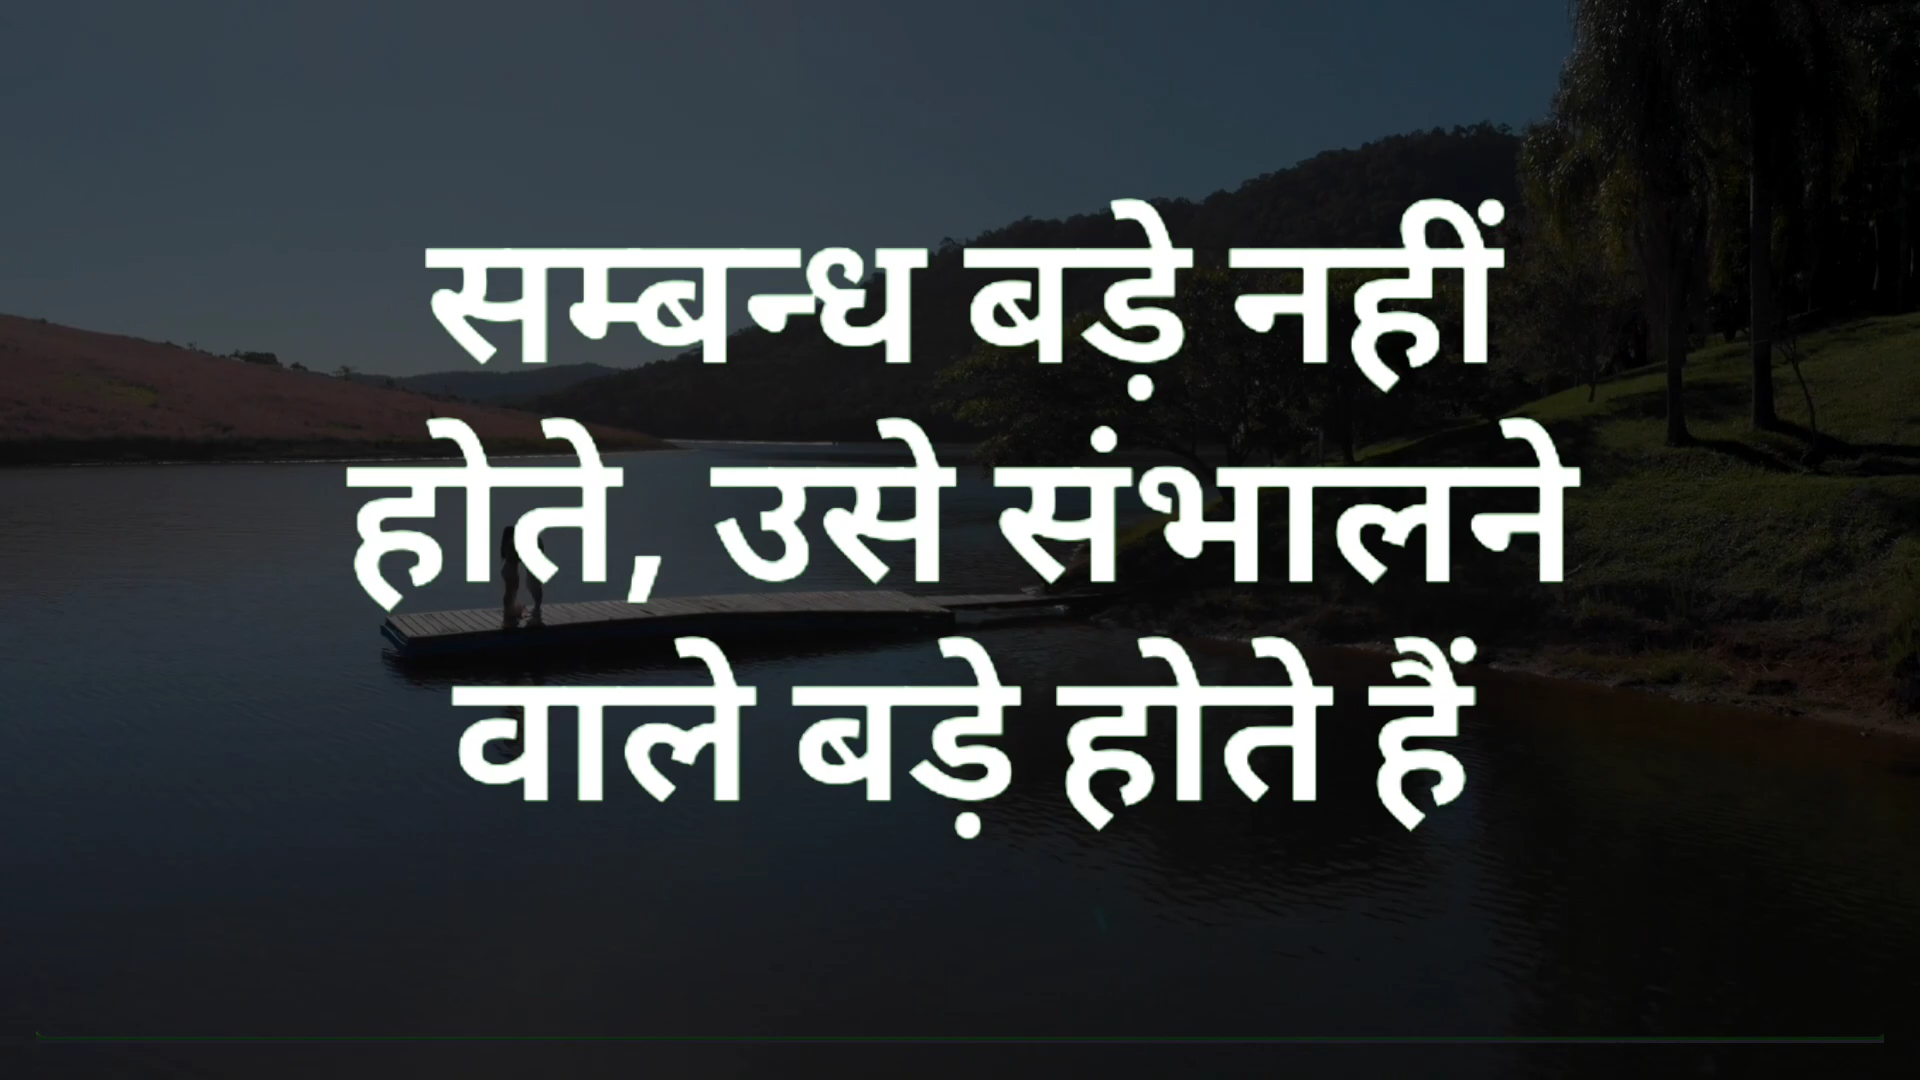 सम्बन्ध बड़े नहीं
होते, उसे संभालने
वाले बड़े होते हैं